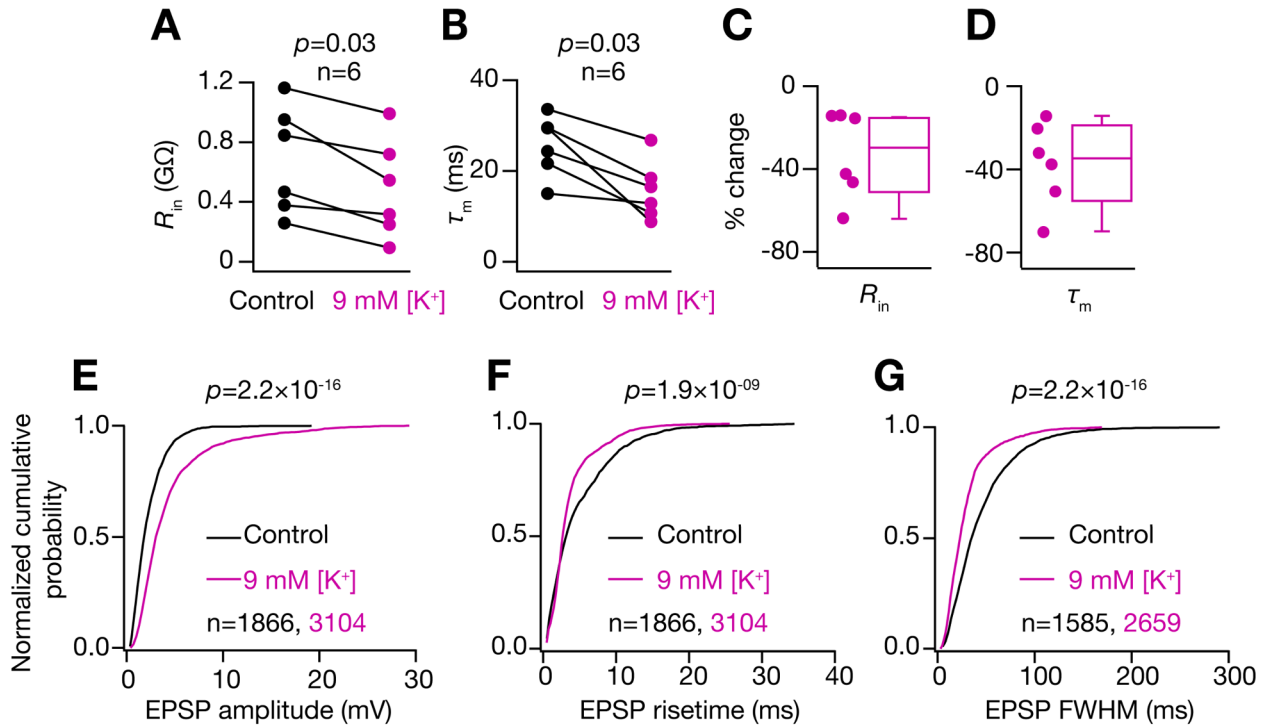 A
p=0.03
n=6
1.2
0.8
0.4
0
Rin (GΩ)
Control 9 mM [K+]
B
p=0.03
n=6
40
20
0
τm (ms)
Control 9 mM [K+]
C
0
-40
-80
% change
Rin
D
0
-40
-80
τm
E
p=2.2×10-16
1.0
0.5
0.0
Normalized cumulative
probability
Control
9 mM [K+]
n=1866, 3104
0 10 20 30
EPSP amplitude (mV)
F
p=1.9×10-09
1.0
0.5
0.0
Control
9 mM [K+]
n=1866, 3104
0 10 20 30 40
EPSP risetime (ms)
G
p=2.2×10-16
1.0
0.5
0.0
Control
9 mM [K+]
n=1585, 2659
0 100 200 300
EPSP FWHM (ms)